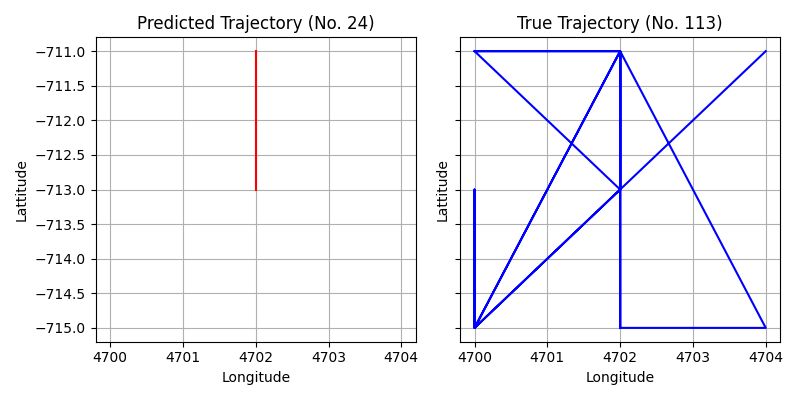 Predicted Trajectory (No. 24)
True Trajectory (No. 113)
−711.0
−711.5
−712.0
−712.5
−713.0
−713.5
−714.0
−714.5
−715.0
Lattitude
Lattitude
4700 4701 4702 4703 4704
4700 4701 4702 4703 4704
Longitude
Longitude